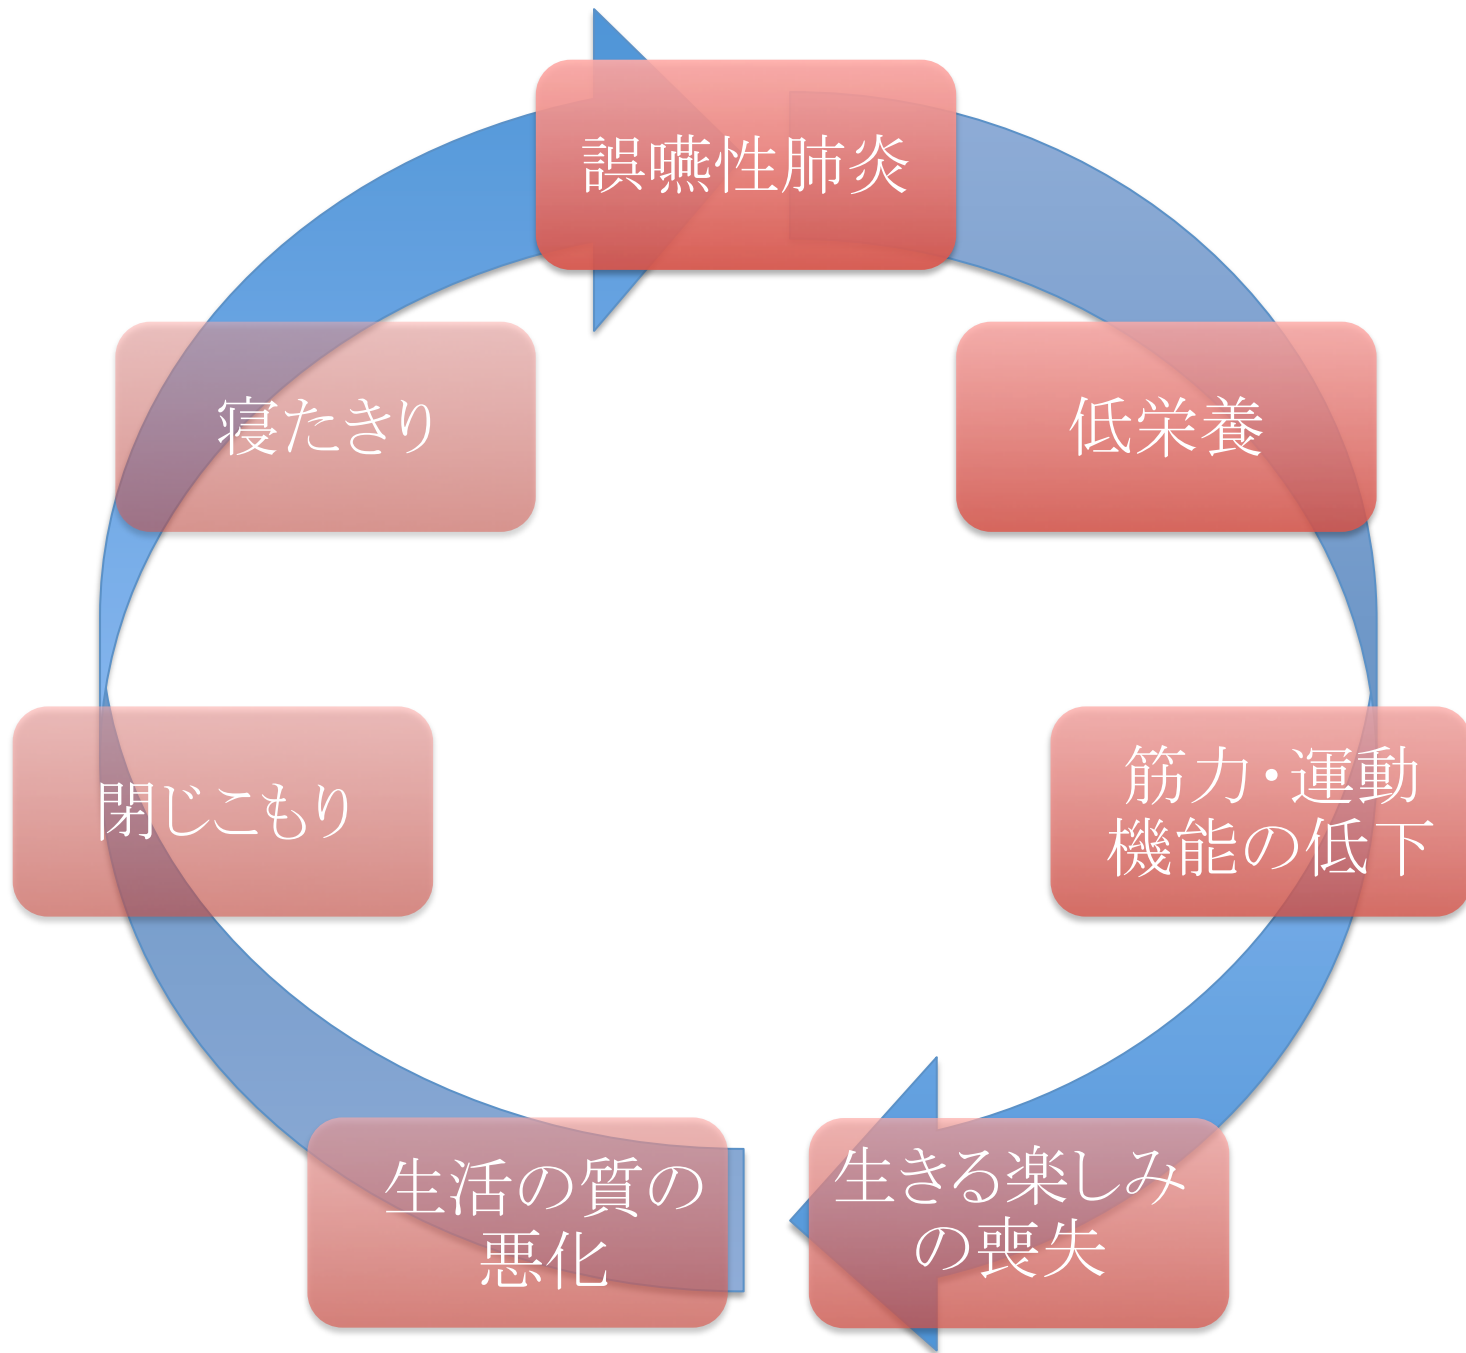 誤嚥性肺炎
低栄養
筋力・運動
機能の低下
生きる楽しみ
の喪失
生活の質の
悪化
閉じこもり
寝たきり